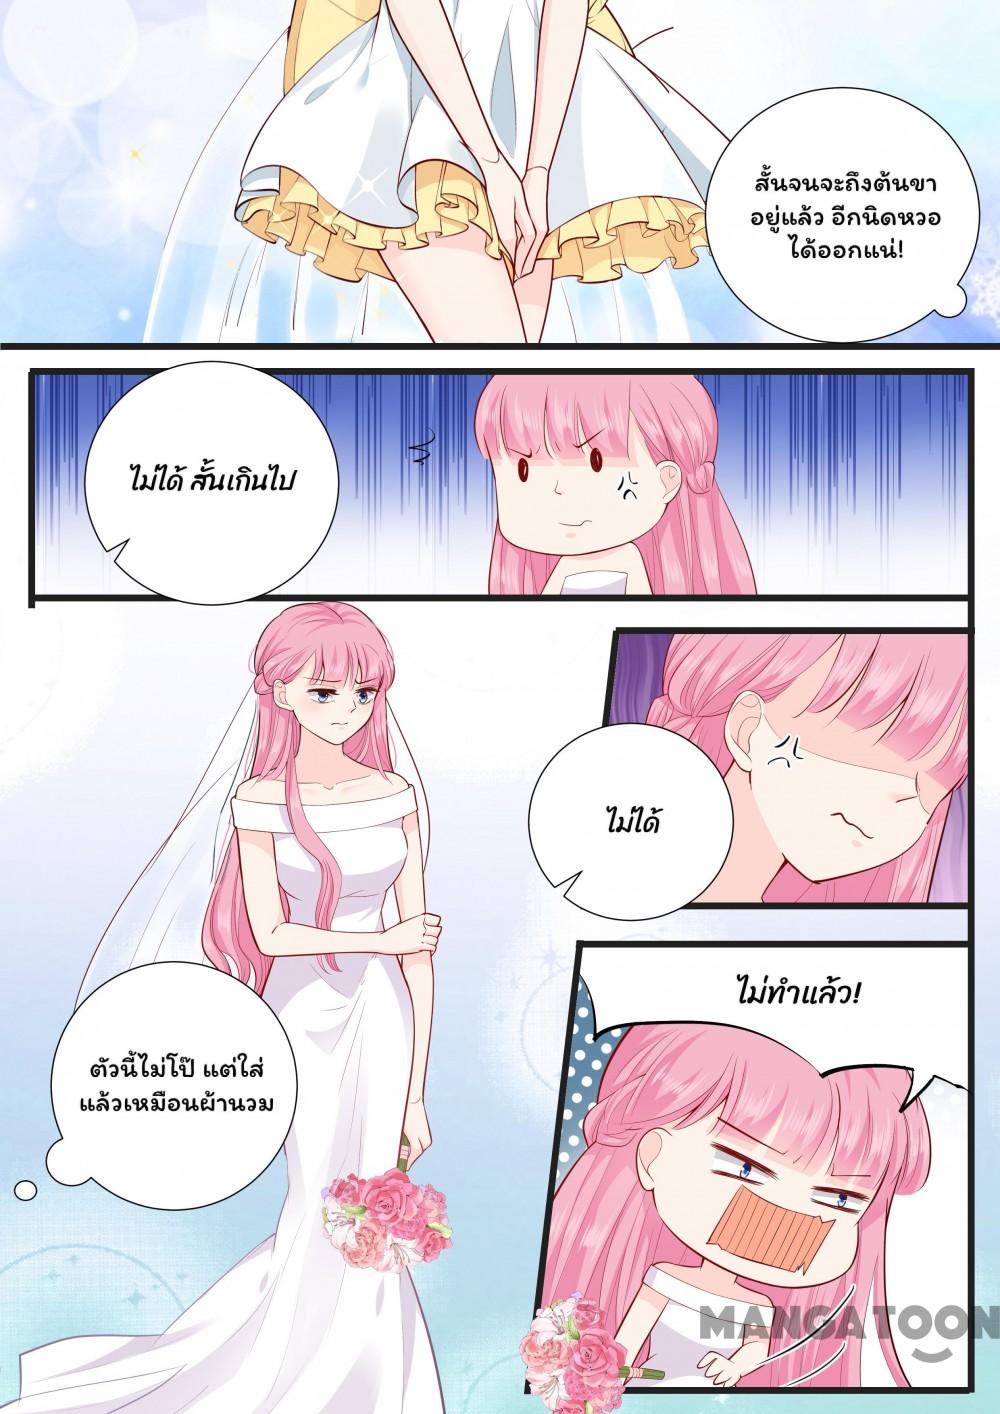 สั้นจนจะถึงต้นขา
อยู่แล้ว อีกนิดหวอ
ได้ออกแน่!
ไม่ได้ สั้นเกินไป
ไม่ได้
ไม่ทำแล้ว!
ตัวนี้ไม่โป๊ แต่ใส่
แล้วเหมือนผ้านวม
MANGATOON